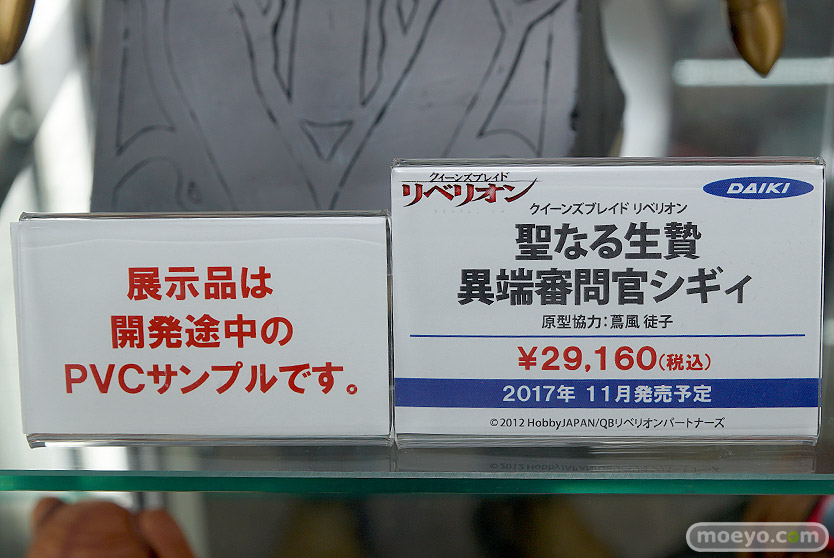 展示品は
開発途中の
PVCサンプルです。
クイーンズブレイド
リベリオン
DAIKI
クイーンズブレイド リベリオン
聖なる生贄
異端審問官シギィ
原型協力：蔦風 徒子
¥29,160(税込)
2017年 11月発売予定
©2012 HobbyJAPAN/QBリベリオンパートナーズ
moeyo.com